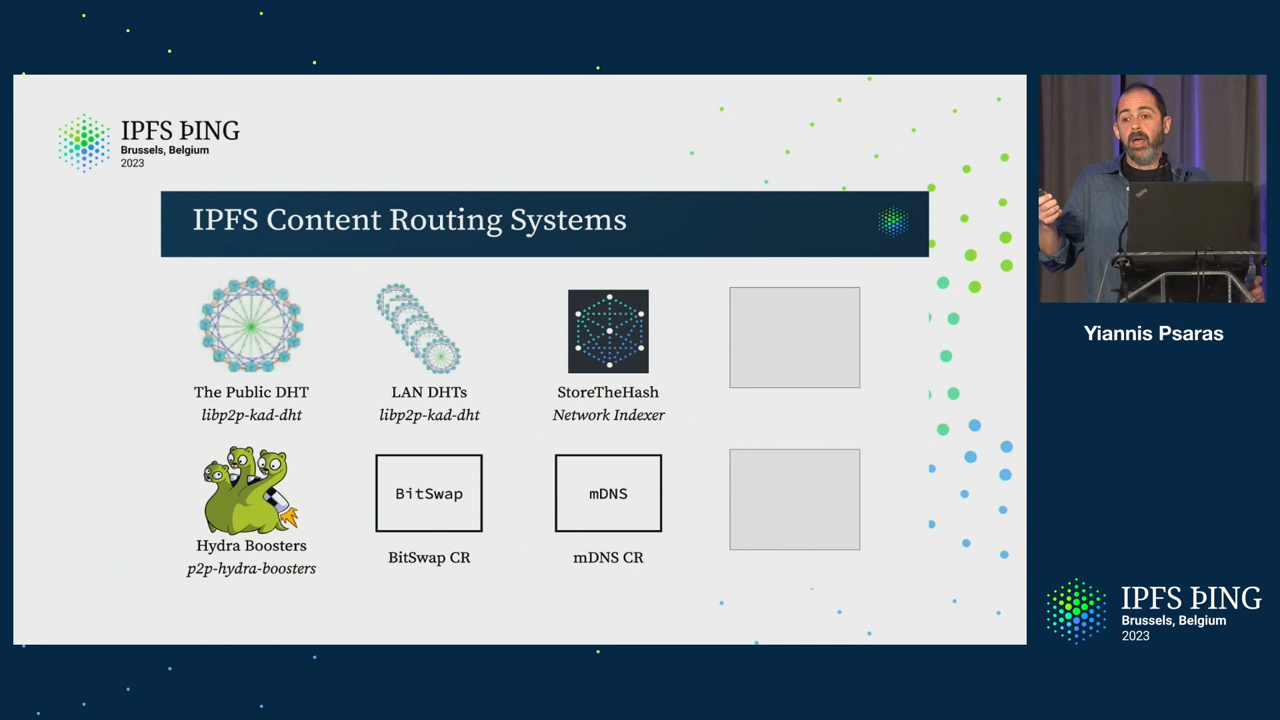 IPFS ÞING
Brussels, Belgium
2023
IPFS Content Routing Systems
The Public DHT
libp2p-kad-dht
LAN DHTs
libp2p-kad-dht
StoreTheHash
Network Indexer
Hydra Boosters
p2p-hydra-boosters
BitSwap
BitSwap CR
mDNS
mDNS CR
ThinkPad
Yiannis Psaras
IPFS ÞING
Brussels, Belgium
2023